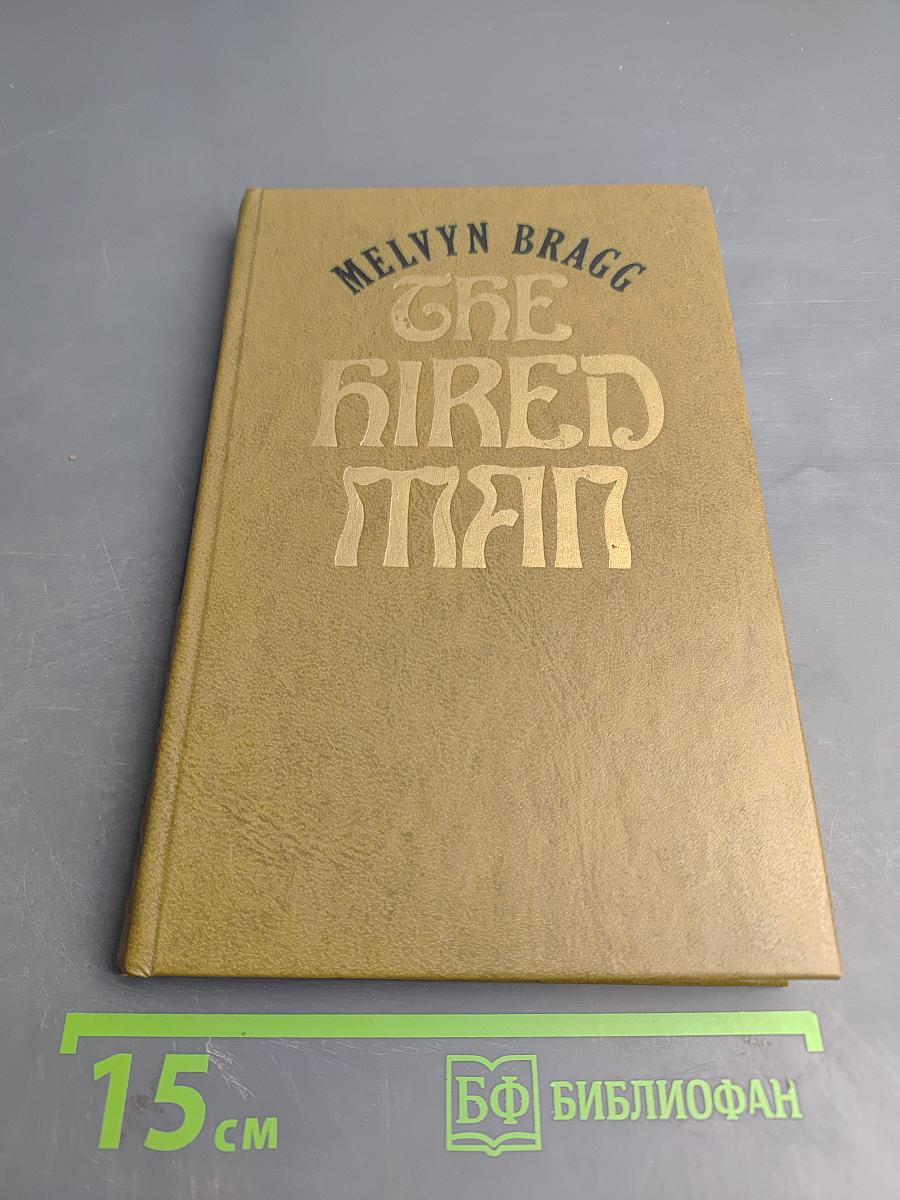 MELVYN BRAGG
THE
HIRED
MAN
15 см
БФ БИБЛИОФАН